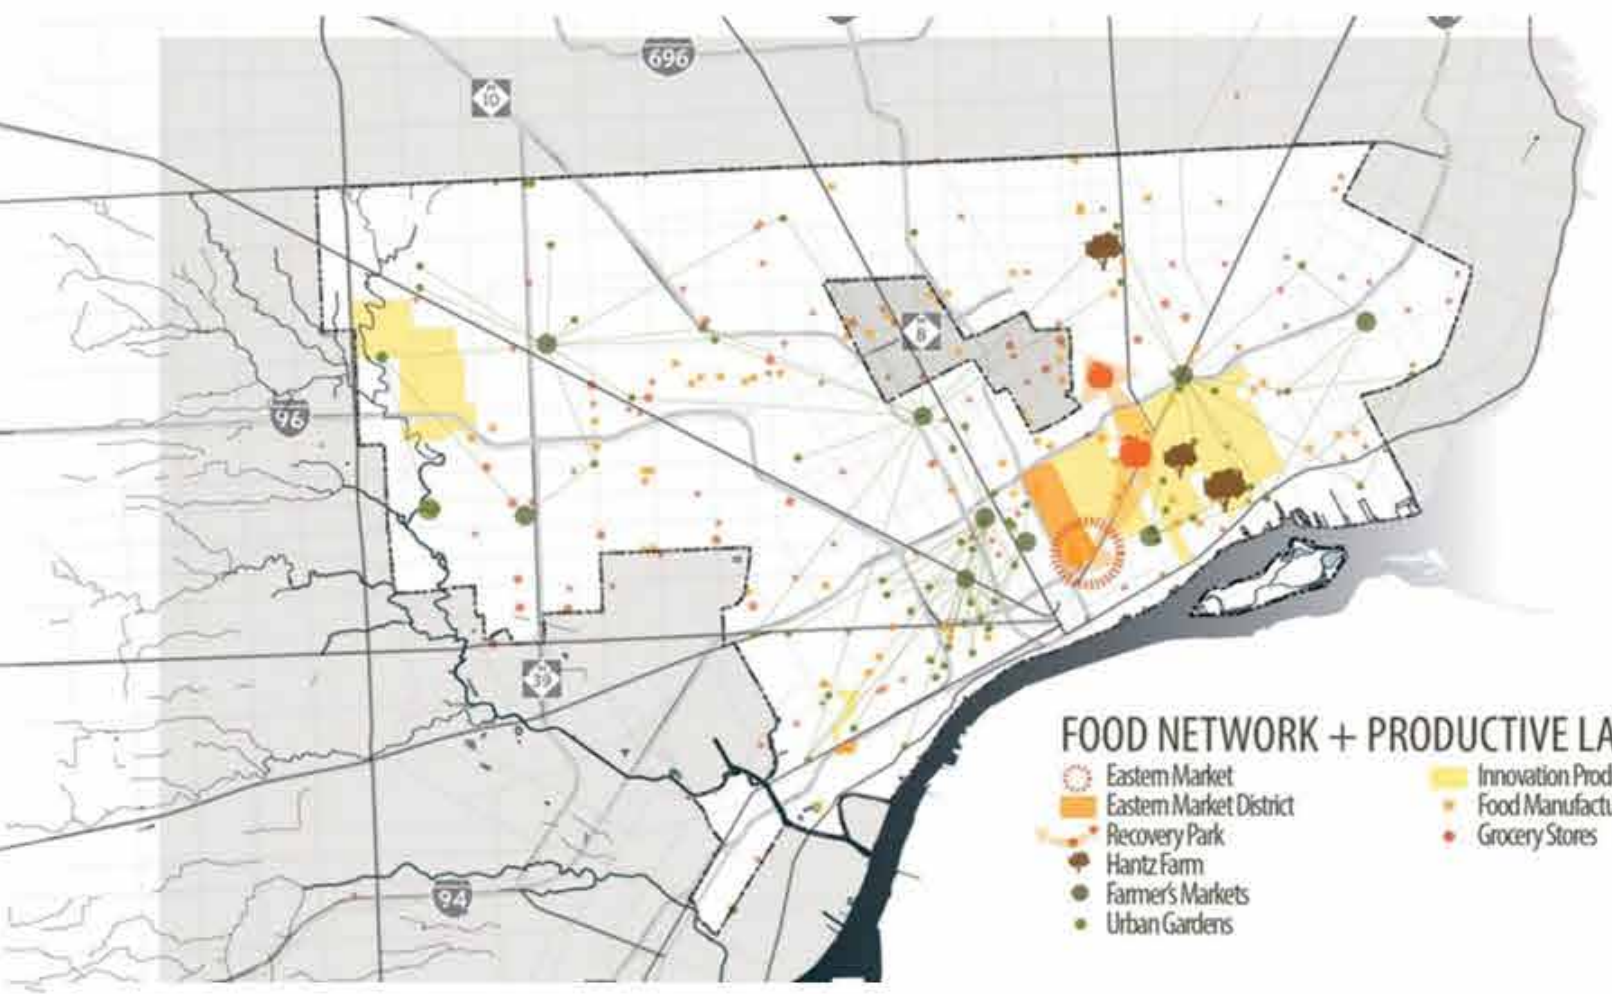 696
M
10
M
8
96
M
39
94
FOOD NETWORK + PRODUCTIVE LA
Eastern Market
Eastern Market District
Recovery Park
Hantz Farm
Farmer's Markets
Urban Gardens
Innovation Prod
Food Manufactu
Grocery Stores